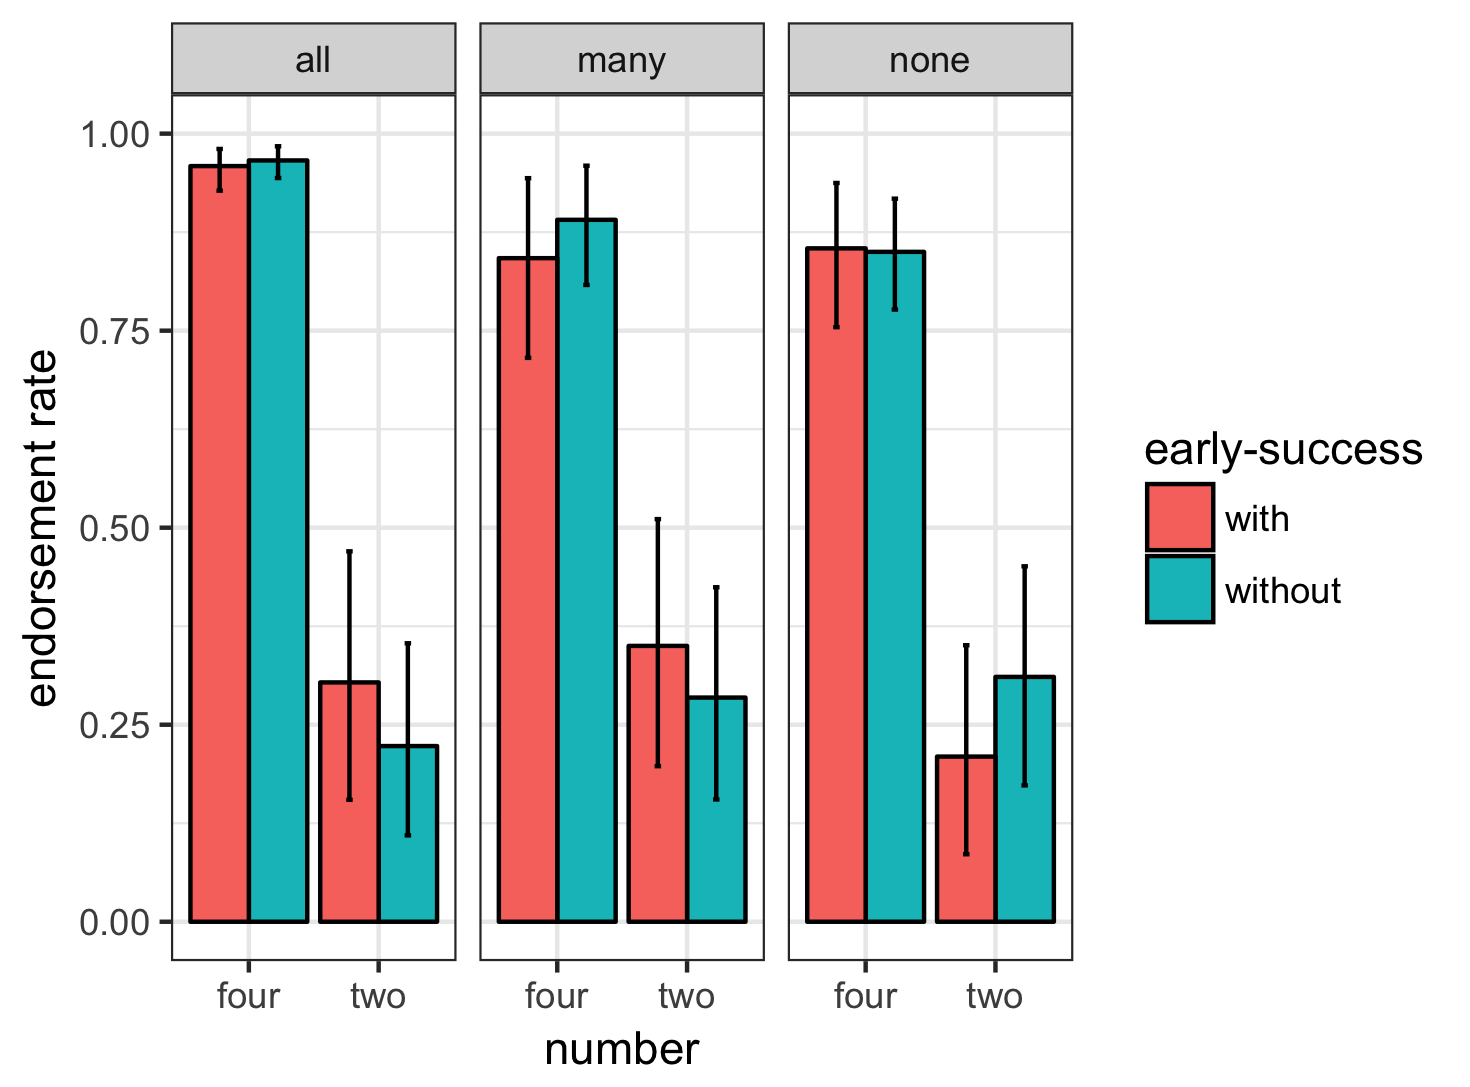 all many none
1.00
0.75
0.50
0.25
0.00
endorsement rate
four two four two four two
number
early-success
with
without